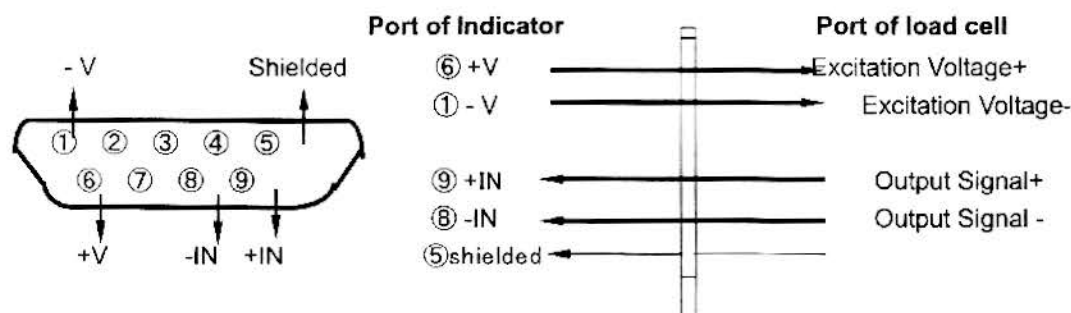 Port of Indicator
Port of load cell
- V
Shielded
① ② ③ ④ ⑤
⑥ ⑦ ⑧ ⑨
+V
-IN
+IN
⑥ +V
Excitation Voltage+
① - V
Excitation Voltage-
⑨ +IN
Output Signal+
⑧ -IN
Output Signal -
⑤shielded